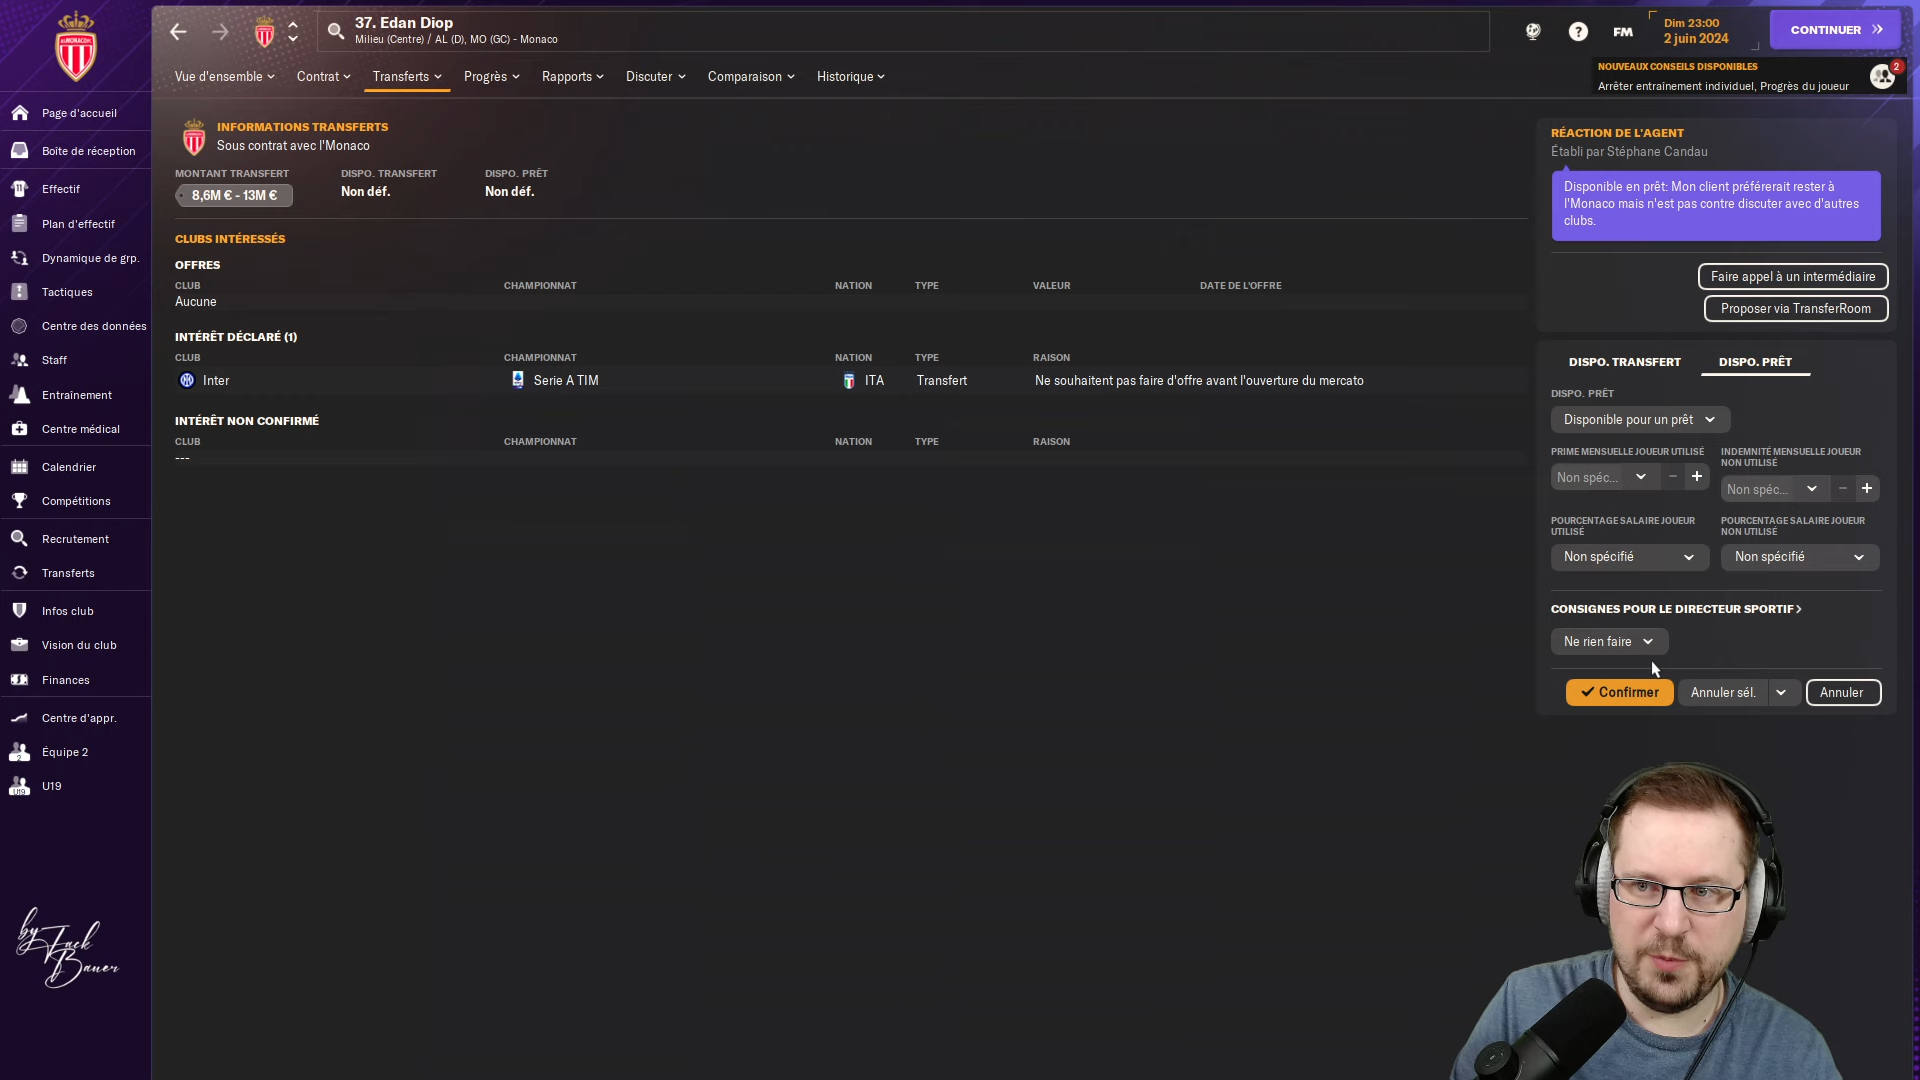 37. Edan Diop
Milieu (Centre) / AL (D), MO (GC) - Monaco
FM
Dim 23:00
2 juin 2024
CONTINUER
Vue d'ensemble
Contrat
Transferts
Progrès
Rapports
Discuter
Comparaison
Historique
NOUVEAUX CONSEILS DISPONIBLES
Arrêter entraînement individuel, Progrès du joueur
2
Page d'accueil
Boîte de réception
Effectif
Plan d'effectif
Dynamique de grp.
Tactiques
Centre des données
Staff
Entraînement
Centre médical
Calendrier
Compétitions
Recrutement
Transferts
Infos club
Vision du club
Finances
Centre d'appr.
Équipe 2
U19
by Jack
Bauer
INFORMATIONS TRANSFERTS
Sous contrat avec l'Monaco
MONTANT TRANSFERT
DISPO. TRANSFERT
DISPO. PRÊT
8,6M € - 13M €
Non déf.
Non déf.
CLUBS INTÉRESSÉS
OFFRES
CLUB CHAMPIONNAT NATION TYPE VALEUR DATE DE L'OFFRE
Aucune
INTÉRÊT DÉCLARÉ (1)
CLUB CHAMPIONNAT NATION TYPE RAISON
Inter Serie A TIM ITA Transfert Ne souhaitent pas faire d'offre avant l'ouverture du mercato
INTÉRÊT NON CONFIRMÉ
CLUB CHAMPIONNAT NATION TYPE RAISON
---
RÉACTION DE L'AGENT
Établi par Stéphane Candau
Disponible en prêt: Mon client préférerait rester à
l'Monaco mais n'est pas contre discuter avec d'autres
clubs.
Faire appel à un intermédiaire
Proposer via TransferRoom
DISPO. TRANSFERT
DISPO. PRÊT
DISPO. PRÊT
Disponible pour un prêt
PRIME MENSUELLE JOUEUR UTILISÉ
Non spéc...
INDEMNITÉ MENSUELLE JOUEUR
NON UTILISÉ
Non spéc...
POURCENTAGE SALAIRE JOUEUR
UTILISÉ
Non spécifié
POURCENTAGE SALAIRE JOUEUR
NON UTILISÉ
Non spécifié
CONSIGNES POUR LE DIRECTEUR SPORTIF >
Ne rien faire
Confirmer
Annuler sél.
Annuler